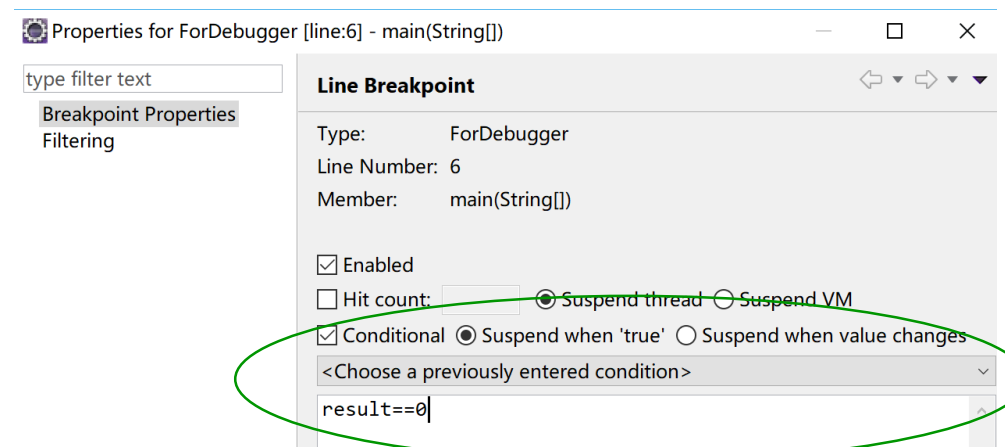 Properties for ForDebugger [line:6] - main(String[])
type filter text
Breakpoint Properties
Filtering
Line Breakpoint
Type: ForDebugger
Line Number: 6
Member: main(String[])
Enabled
Hit count: Suspend thread Suspend VM
Conditional Suspend when 'true' Suspend when value changes
<Choose a previously entered condition>
result==0